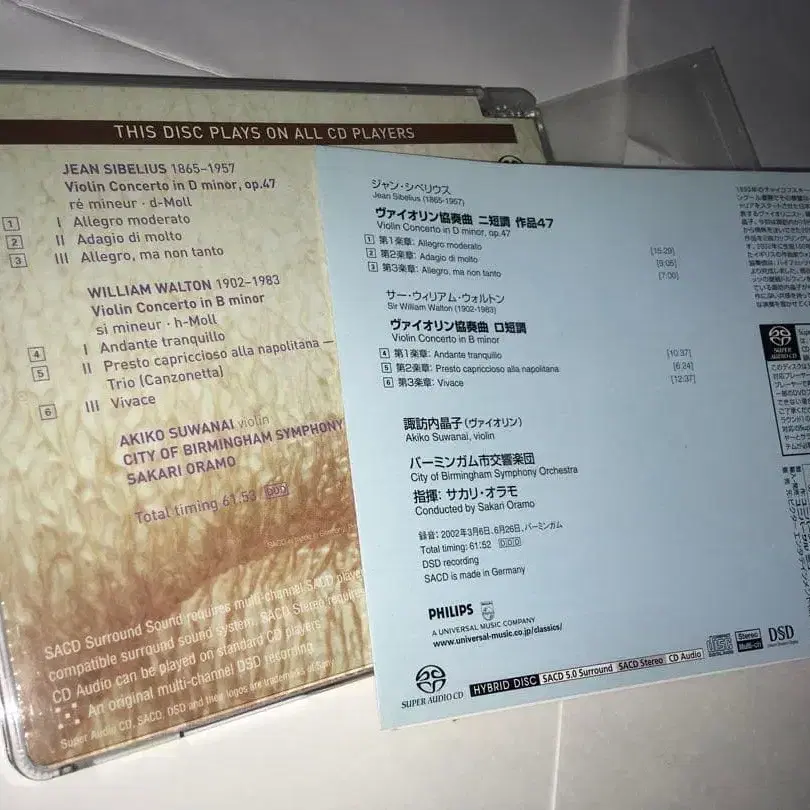 THIS DISC PLAYS ON ALL CD PLAYERS
JEAN SIBELIUS 1865-1957
Violin Concerto in D minor, op.47
ré mineur · d-Moll
1 I Allegro moderato
2 II Adagio di molto
3 III Allegro, ma non tanto
WILLIAM WALTON 1902-1983
Violin Concerto in B minor
si mineur · h-Moll
4 I Andante tranquillo
5 II Presto capriccioso alla napolitana —
Trio (Canzonetta)
6 III Vivace
AKIKO SUWANAI violin
CITY OF BIRMINGHAM SYMPHONY
SAKARI ORAMO
Total timing 61.53 DDD
SACD is made in Germany
SACD Surround Sound requires multi-channel SACD playe
compatible surround sound system. SACD Stereo requires
CD Audio can be played on standard CD players
An original multi-channel DSD recording
Super Audio CD, SACD, DSD and their logos are trademarks of Sony
ジャン・シベリウス
Jean Sibelius (1865-1957)
ヴァイオリン協奏曲 ニ短調 作品47
Violin Concerto in D minor, op.47
1 第1楽章: Allegro moderato [15:29]
2 第2楽章: Adagio di molto [9:05]
3 第3楽章: Allegro, ma non tanto [7:00]
サー・ウィリアム・ウォルトン
Sir William Walton (1902-1983)
ヴァイオリン協奏曲 ロ短調
Violin Concerto in B minor
4 第1楽章: Andante tranquillo [10:37]
5 第2楽章: Presto capriccioso alla napolitana [6:24]
6 第3楽章: Vivace [12:37]
諏訪内晶子 (ヴァイオリン)
Akiko Suwanai, violin
バーミンガム市交響楽団
City of Birmingham Symphony Orchestra
指揮: サカリ・オラモ
Conducted by Sakari Oramo
録音: 2002年3月6日, 6月26日, バーミンガム
Total timing: 61:52 DDD
DSD recording
SACD is made in Germany
PHILIPS
A UNIVERSAL MUSIC COMPANY
www.universal-music.co.jp/classics/
SUPER AUDIO CD
HYBRID DISC SACD 5.0 Surround SACD Stereo CD Audio
COMPACT disc DIGITAL AUDIO
Stereo
Multi-ch
DSD
SUPER AUDIO CD